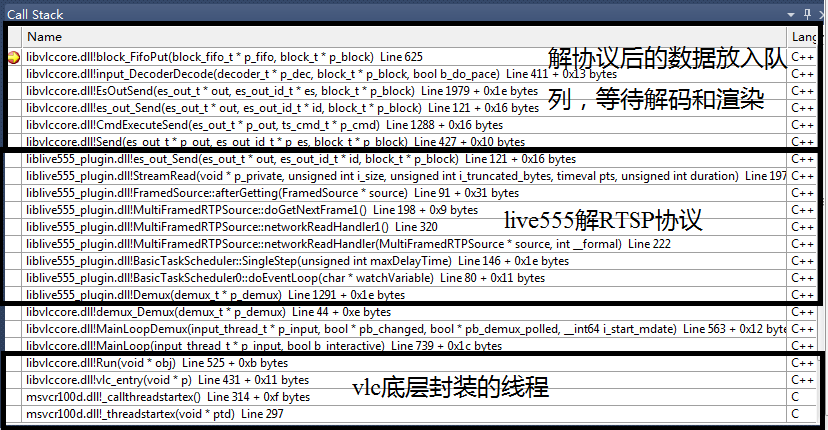 Call Stack
Name
Lang
libvlccore.dll!block_FifoPut(block_fifo_t * p_fifo, block_t * p_block)  Line 625
C++
解协议后的数据放入队
libvlccore.dll!input_DecoderDecode(decoder_t * p_dec, block_t * p_block, bool b_do_pace)  Line 411 + 0x13 bytes
C++
libvlccore.dll!EsOutSend(es_out_t * out, es_out_id_t * es, block_t * p_block)  Line 1979 + 0x1e bytes
C++
列，等待解码和渲染
libvlccore.dll!es_out_Send(es_out_t * out, es_out_id_t * id, block_t * p_block)  Line 121 + 0x16 bytes
C++
libvlccore.dll!CmdExecuteSend(es_out_t * p_out, ts_cmd_t * p_cmd)  Line 1288 + 0x16 bytes
C++
libvlccore.dll!Send(es_out_t * p_out, es_out_id_t * p_es, block_t * p_block)  Line 427 + 0x10 bytes
C++
liblive555_plugin.dll!es_out_Send(es_out_t * out, es_out_id_t * id, block_t * p_block)  Line 121 + 0x16 bytes
C++
liblive555_plugin.dll!StreamRead(void * p_private, unsigned int i_size, unsigned int i_truncated_bytes, timeval pts, unsigned int duration)  Line 197
C++
liblive555_plugin.dll!FramedSource::afterGetting(FramedSource * source)  Line 91 + 0x31 bytes
C++
liblive555_plugin.dll!MultiFramedRTPSource::doGetNextFrame1()  Line 198 + 0x9 bytes
C++
live555解RTSP协议
liblive555_plugin.dll!MultiFramedRTPSource::networkReadHandler1()  Line 320
C++
liblive555_plugin.dll!MultiFramedRTPSource::networkReadHandler(MultiFramedRTPSource * source, int __formal)  Line 222
C++
liblive555_plugin.dll!BasicTaskScheduler::SingleStep(unsigned int maxDelayTime)  Line 146 + 0x1e bytes
C++
liblive555_plugin.dll!BasicTaskScheduler0::doEventLoop(char * watchVariable)  Line 80 + 0x11 bytes
C++
liblive555_plugin.dll!Demux(demux_t * p_demux)  Line 1291 + 0x1e bytes
C++
libvlccore.dll!demux_Demux(demux_t * p_demux)  Line 44 + 0xe bytes
C++
libvlccore.dll!MainLoopDemux(input_thread_t * p_input, bool * pb_changed, bool * pb_demux_polled, __int64 i_start_mdate)  Line 563 + 0x12 byte
C++
libvlccore.dll!MainLoop(input_thread_t * p_input, bool b_interactive)  Line 739 + 0x1c bytes
C++
libvlccore.dll!Run(void * obj)  Line 525 + 0xb bytes
C++
libvlccore.dll!vlc_entry(void * p)  Line 431 + 0x11 bytes
C++
vlc底层封装的线程
msvcr100d.dll!_callthreadstartex()  Line 314 + 0xf bytes
C
msvcr100d.dll!_threadstartex(void * ptd)  Line 297
C